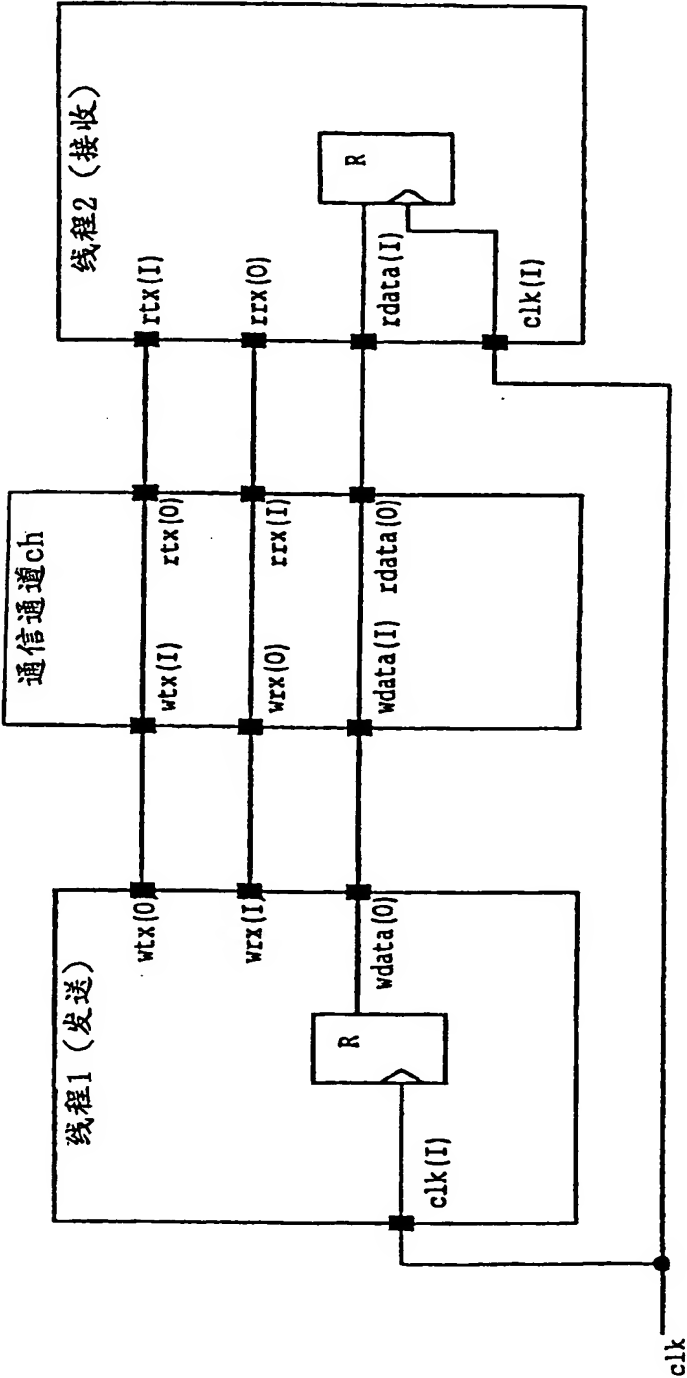 线程1（发送）
wtx(O)
wrx(I)
wdata(O)
R
clk(I)
通信通道ch
wtx(I)
rtx(O)
wrx(O)
rrx(I)
wdata(I)
rdata(O)
线程2（接收）
rtx(I)
rrx(O)
rdata(I)
R
clk(I)
clk